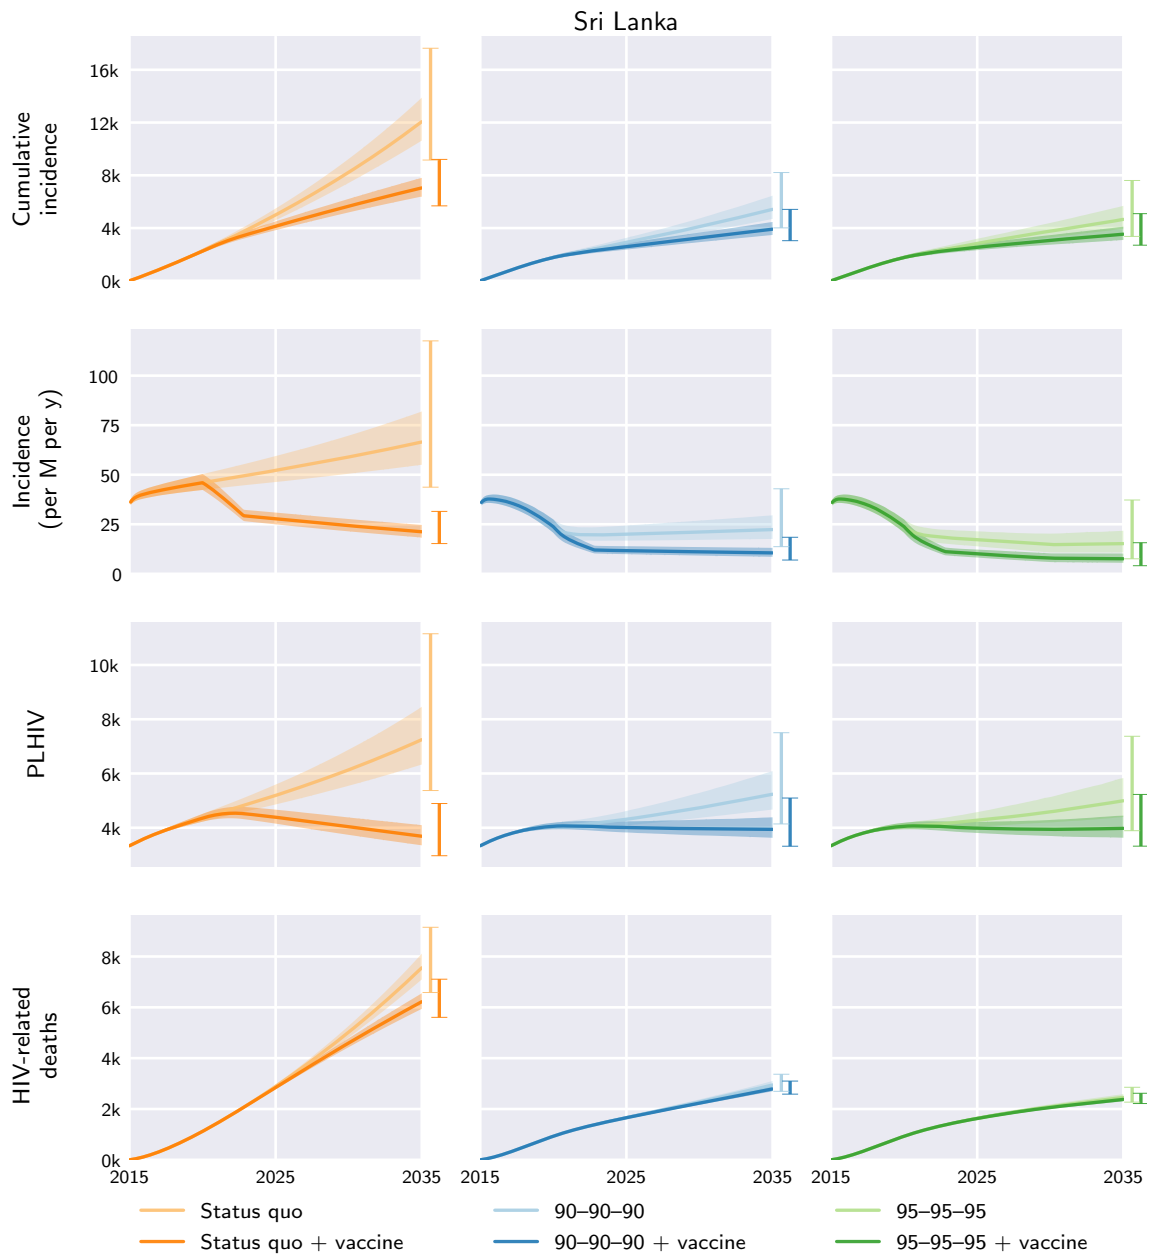 Sri Lanka
Cumulative
incidence
16k
12k
8k
4k
0k
Incidence
(per M per y)
100
75
50
25
0
PLHIV
10k
8k
6k
4k
HIV-related
deaths
8k
6k
4k
2k
0k
2015 2025 2035 2015 2025 2035 2015 2025 2035
Status quo 90–90–90 95–95–95
Status quo + vaccine 90–90–90 + vaccine 95–95–95 + vaccine